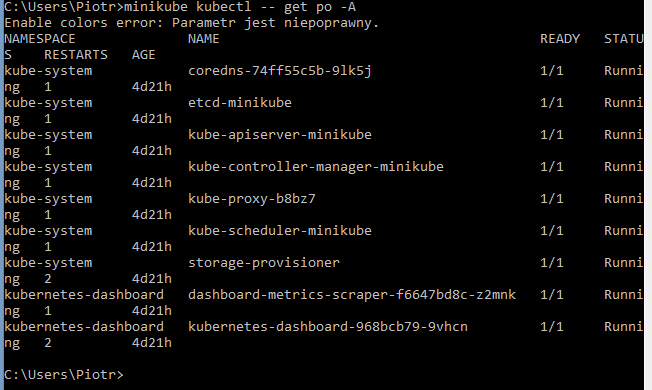 C:\Users\Piotr>minikube kubectl -- get po -A
Enable colors error: Parametr jest niepoprawny.
NAMESPACE              NAME                                        READY   STATU
S   RESTARTS   AGE
kube-system            coredns-74ff55c5b-9lk5j                     1/1     Runni
ng   1          4d21h
kube-system            etcd-minikube                               1/1     Runni
ng   1          4d21h
kube-system            kube-apiserver-minikube                     1/1     Runni
ng   1          4d21h
kube-system            kube-controller-manager-minikube            1/1     Runni
ng   1          4d21h
kube-system            kube-proxy-b8bz7                            1/1     Runni
ng   1          4d21h
kube-system            kube-scheduler-minikube                     1/1     Runni
ng   1          4d21h
kube-system            storage-provisioner                         1/1     Runni
ng   2          4d21h
kubernetes-dashboard   dashboard-metrics-scraper-f6647bd8c-z2mnk   1/1     Runni
ng   1          4d21h
kubernetes-dashboard   kubernetes-dashboard-968bcb79-9vhcn         1/1     Runni
ng   2          4d21h
C:\Users\Piotr>